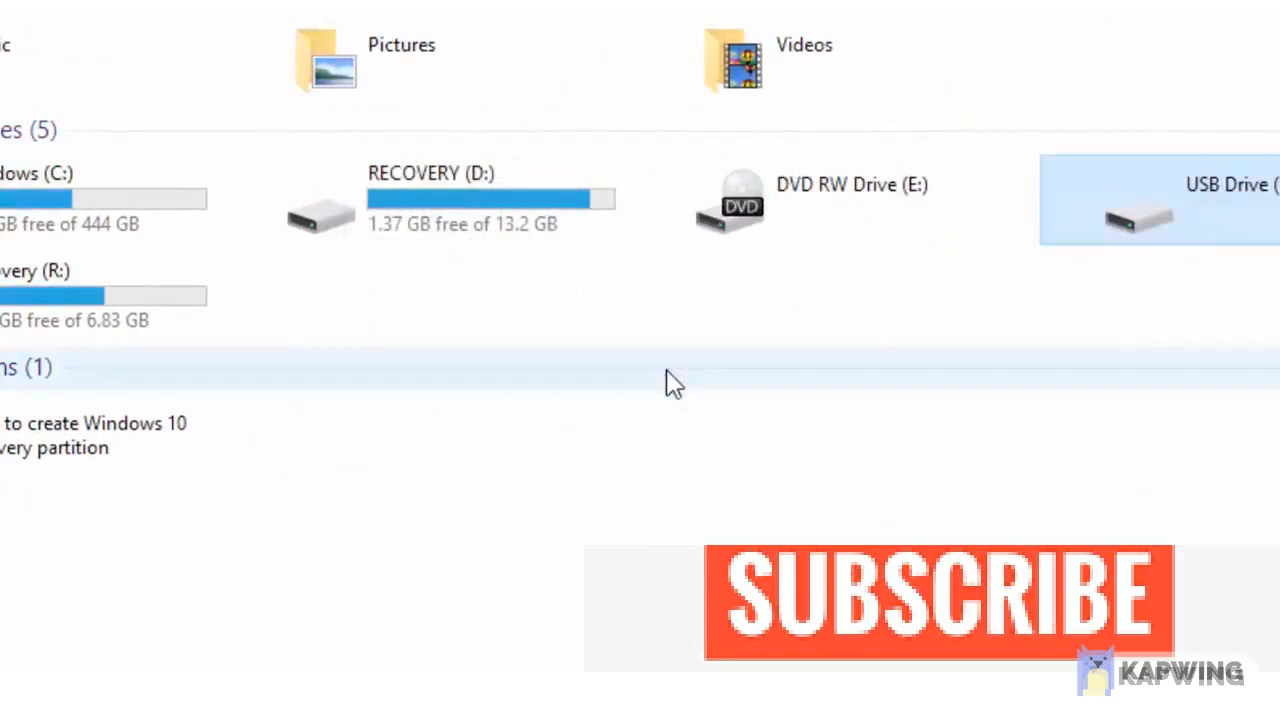 ic
Pictures
Videos
es (5)
dows (C:)
RECOVERY (D:)
DVD RW Drive (E:)
USB Drive (
GB free of 444 GB
1.37 GB free of 13.2 GB
DVD
very (R:)
GB free of 6.83 GB
ns (1)
to create Windows 10
very partition
SUBSCRIBE
KAPWING